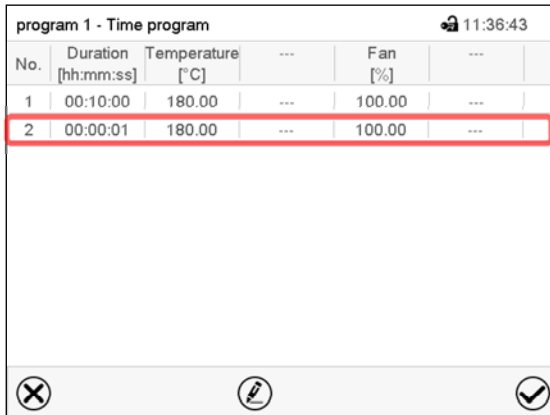 program 1 - Time program 11:36:43
No. Duration [hh:mm:ss] Temperature [°C] --- Fan [%] ---
1 00:10:00 180.00 --- 100.00 ---
2 00:00:01 180.00 --- 100.00 ---